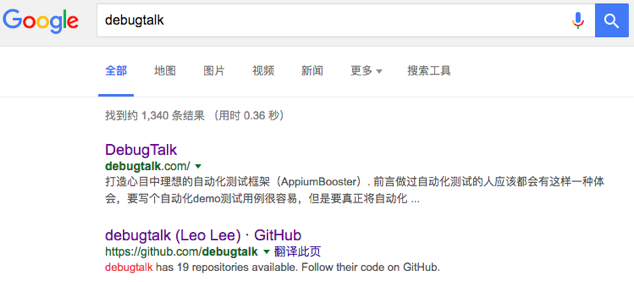 Google debugtalk
全部 地图 图片 视频 新闻 更多 搜索工具
找到约 1,340 条结果 （用时 0.36 秒）
DebugTalk
debugtalk.com/
打造心目中理想的自动化测试框架（AppiumBooster）. 前言做过自动化测试的人应该都会有这样一种体
会，要写个自动化demo测试用例很容易，但是要真正将自动化 ...
debugtalk (Leo Lee) · GitHub
https://github.com/debugtalk 翻译此页
debugtalk has 19 repositories available. Follow their code on GitHub.